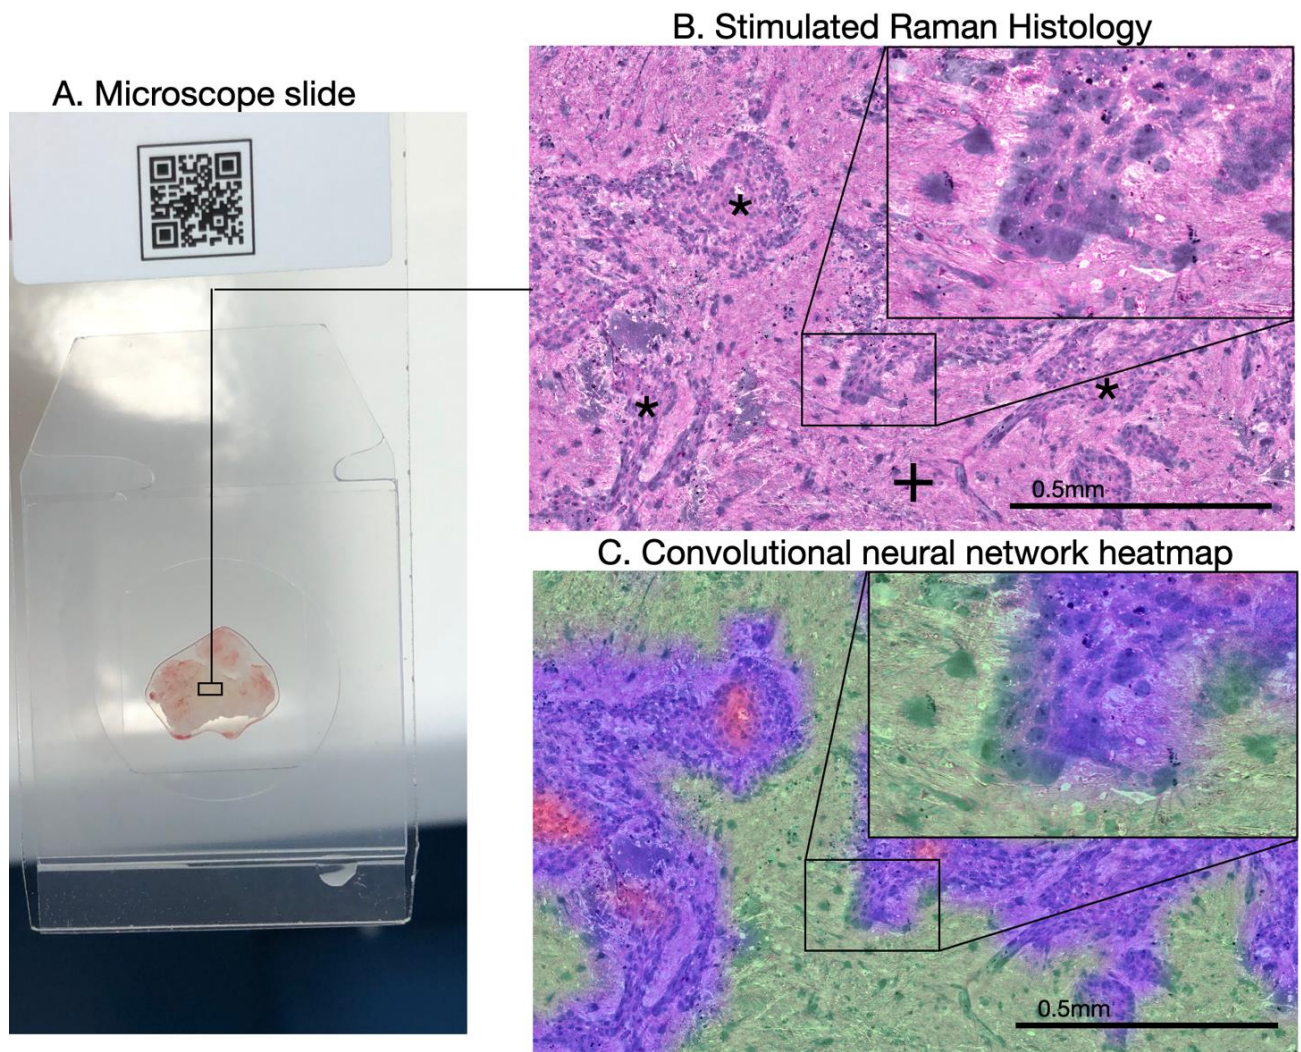 A. Microscope slide
B. Stimulated Raman Histology
*
*
*
+
0.5mm
C. Convolutional neural network heatmap
0.5mm